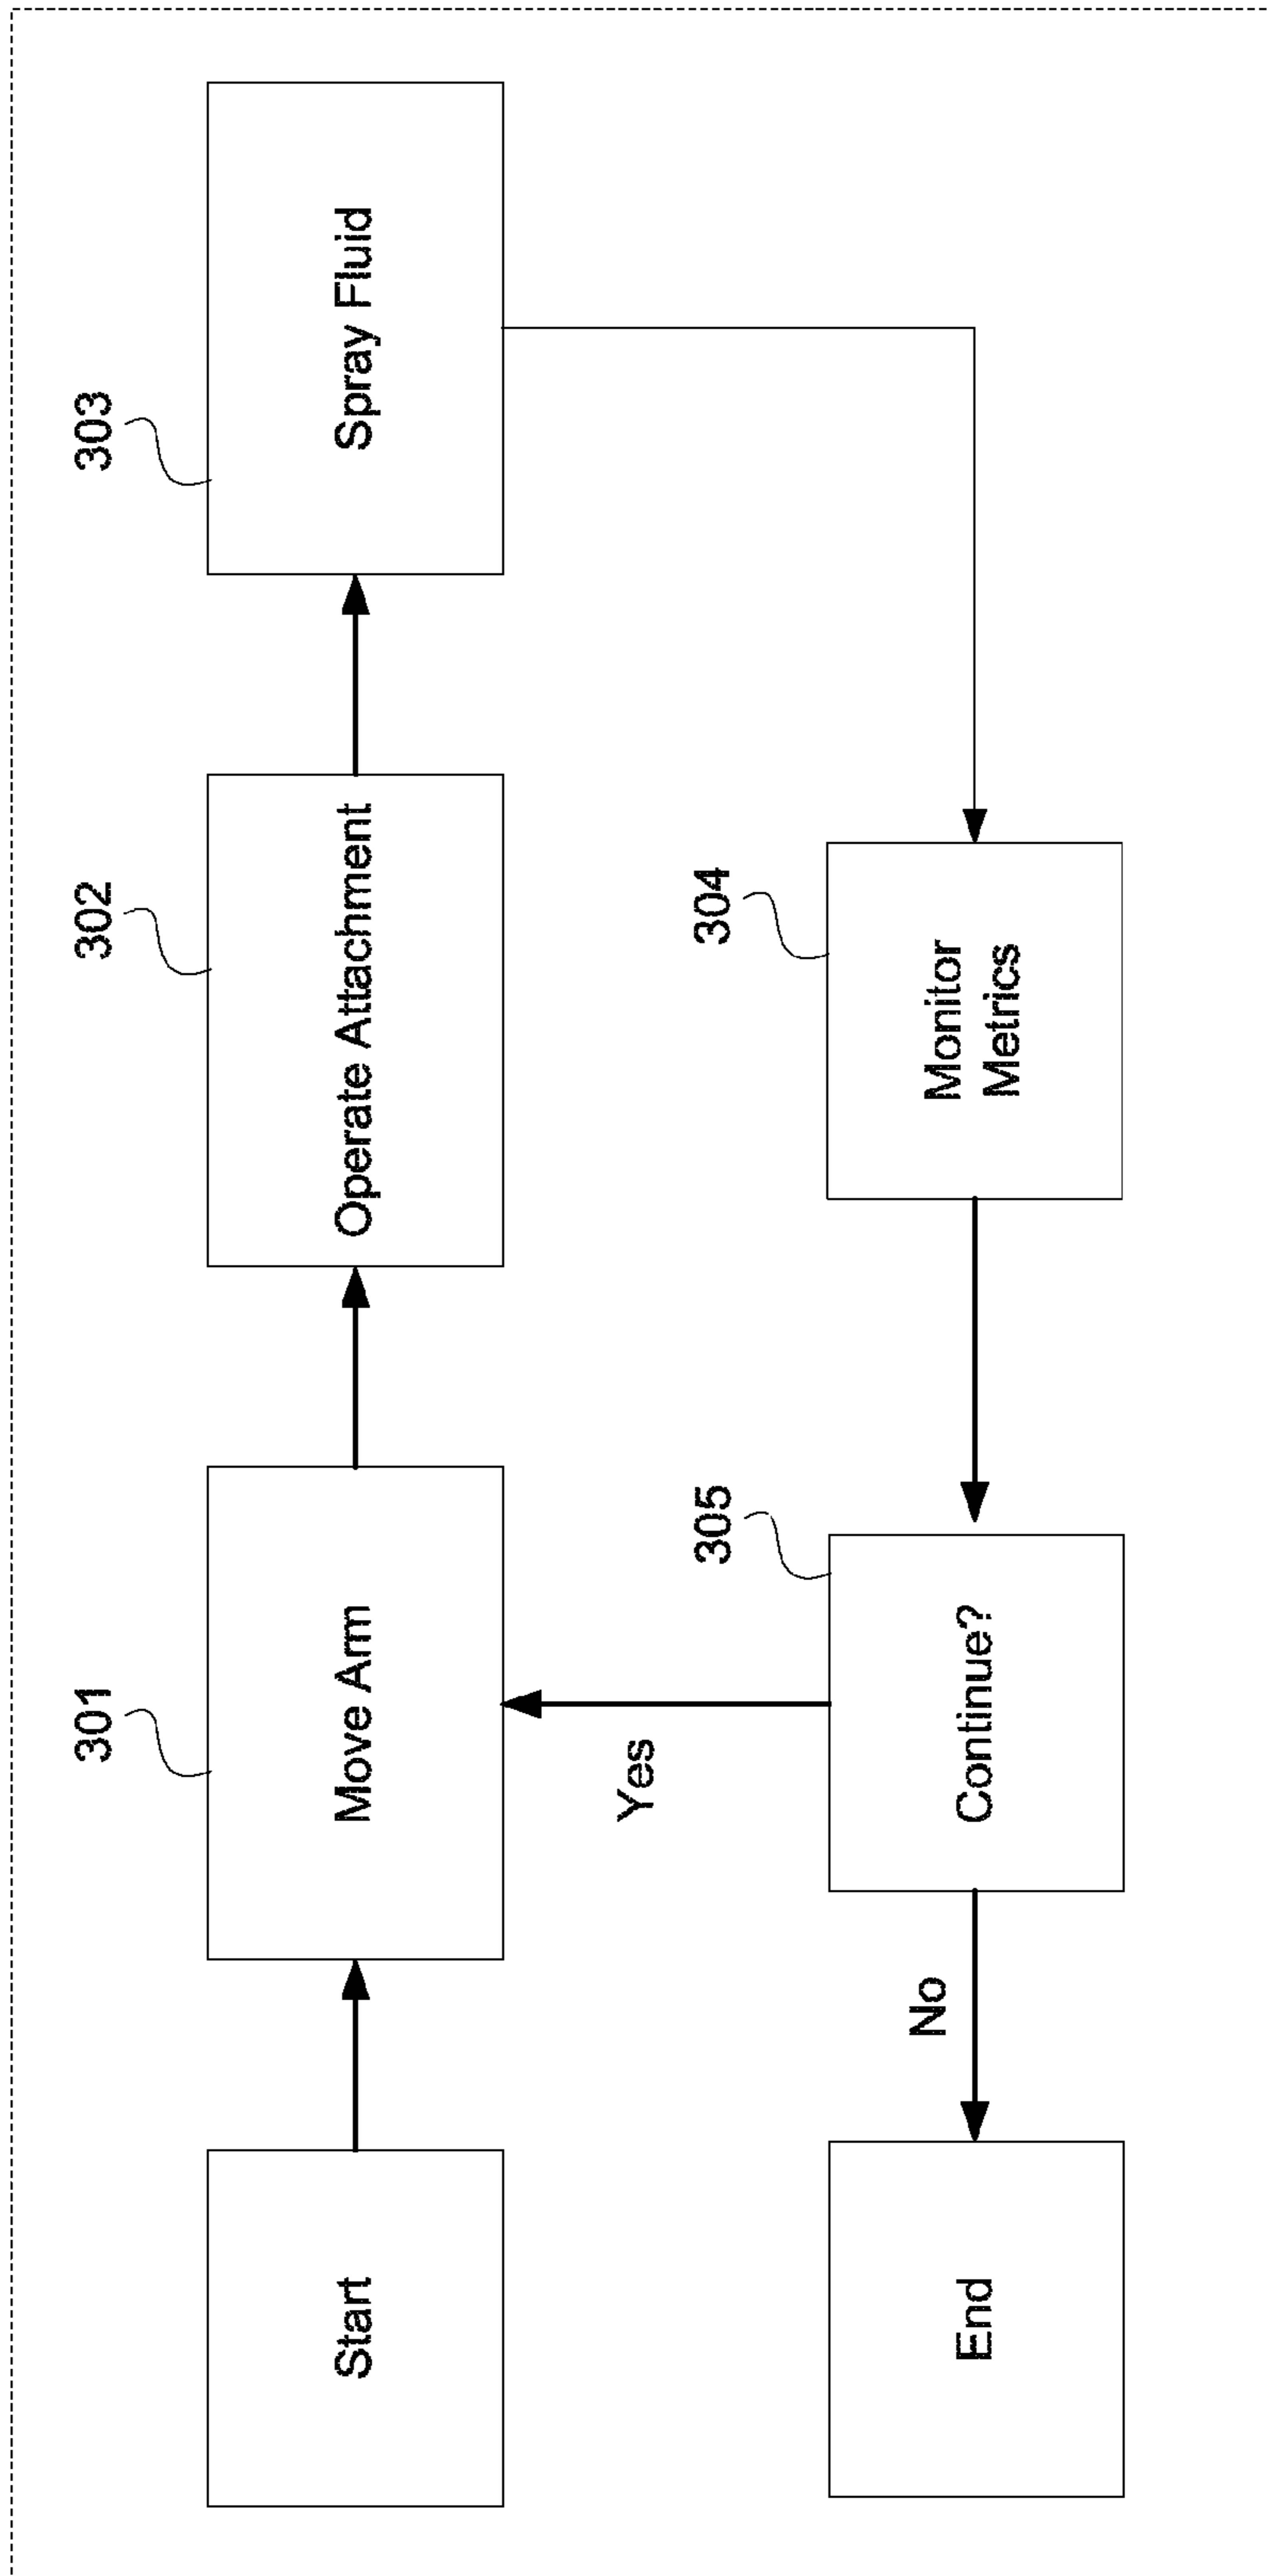 301
302
303
Start
Move Arm
Operate Attachment
Spray Fluid
Yes
305
304
No
End
Continue?
Monitor
Metrics